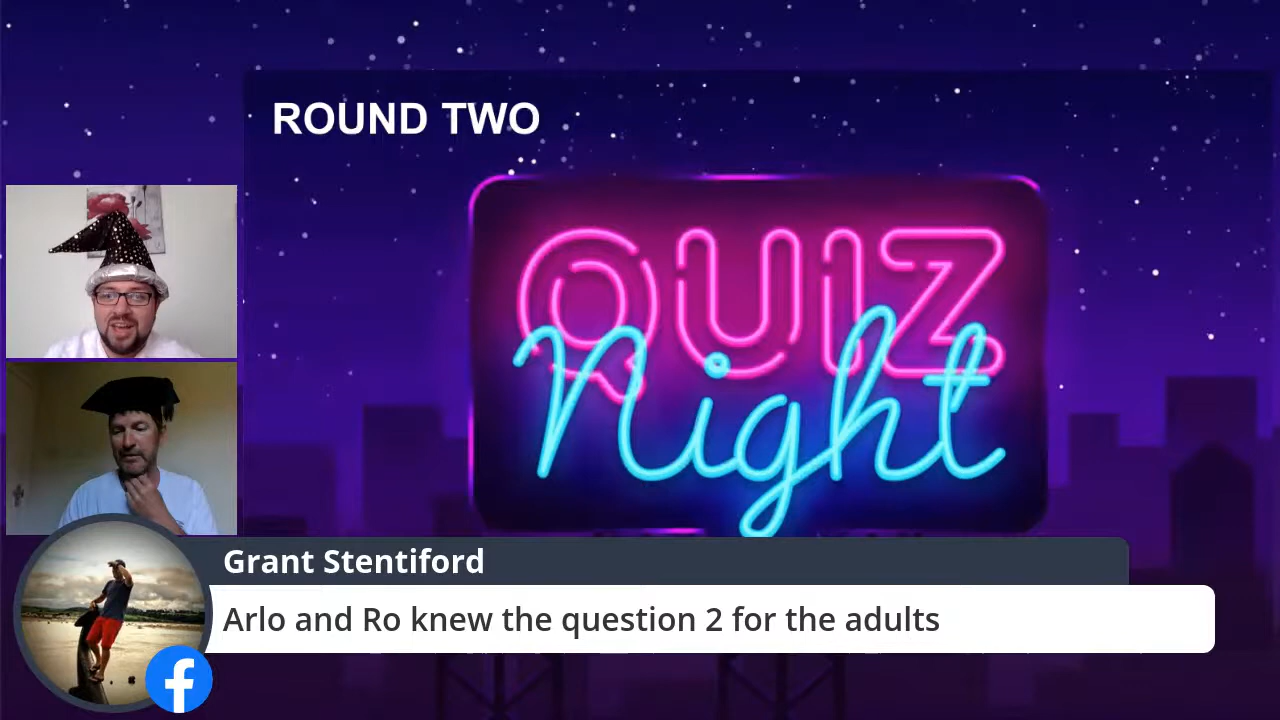 ROUND TWO
QUIZ
Night
Grant Stentiford
Arlo and Ro knew the question 2 for the adults